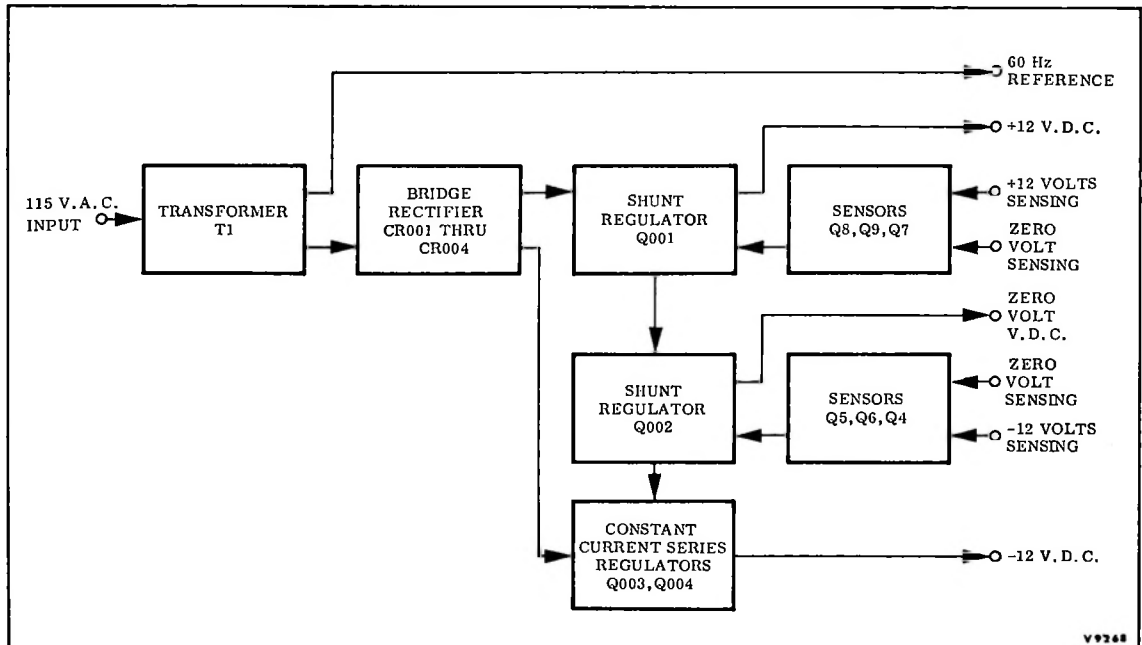 60 Hz
REFERENCE
+12 V.D.C.
115 V.A.C.
INPUT
TRANSFORMER
T1
BRIDGE
RECTIFIER
CR001 THRU
CR004
SHUNT
REGULATOR
Q001
SENSORS
Q8, Q9, Q7
+12 VOLTS
SENSING
ZERO
VOLT
SENSING
ZERO
VOLT
V.D.C.
SHUNT
REGULATOR
Q002
SENSORS
Q5, Q6, Q4
ZERO
VOLT
SENSING
-12 VOLTS
SENSING
CONSTANT
CURRENT SERIES
REGULATORS
Q003, Q004
-12 V.D.C.
V9268